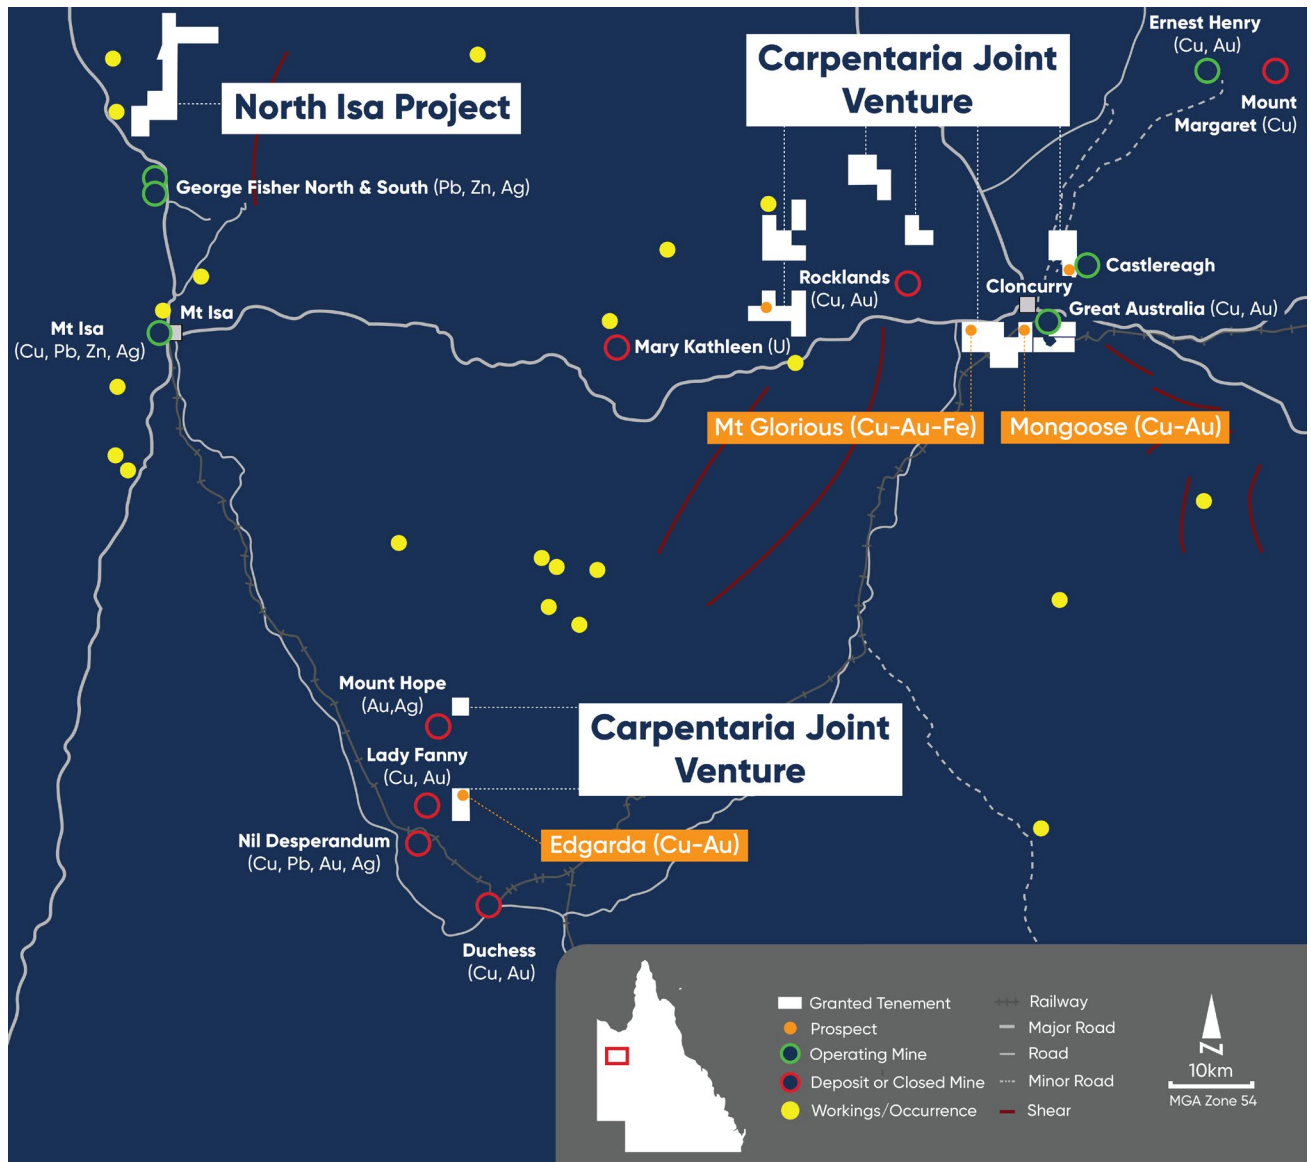 Ernest Henry
(Cu, Au)
Mount
Margaret (Cu)
Carpentaria Joint
Venture
North Isa Project
George Fisher North & South (Pb, Zn, Ag)
Castlereagh
Rocklands
(Cu, Au)
Cloncurry
Great Australia (Cu, Au)
Mt Isa
Mt Isa
(Cu, Pb, Zn, Ag)
Mary Kathleen (U)
Mt Glorious (Cu-Au-Fe)
Mongoose (Cu-Au)
Mount Hope
(Au,Ag)
Carpentaria Joint
Venture
Lady Fanny
(Cu, Au)
Edgarda (Cu-Au)
Nil Desperandum
(Cu, Pb, Au, Ag)
Duchess
(Cu, Au)
Granted Tenement
Prospect
Operating Mine
Deposit or Closed Mine
Workings/Occurrence
Railway
Major Road
Road
Minor Road
Shear
N
10km
MGA Zone 54